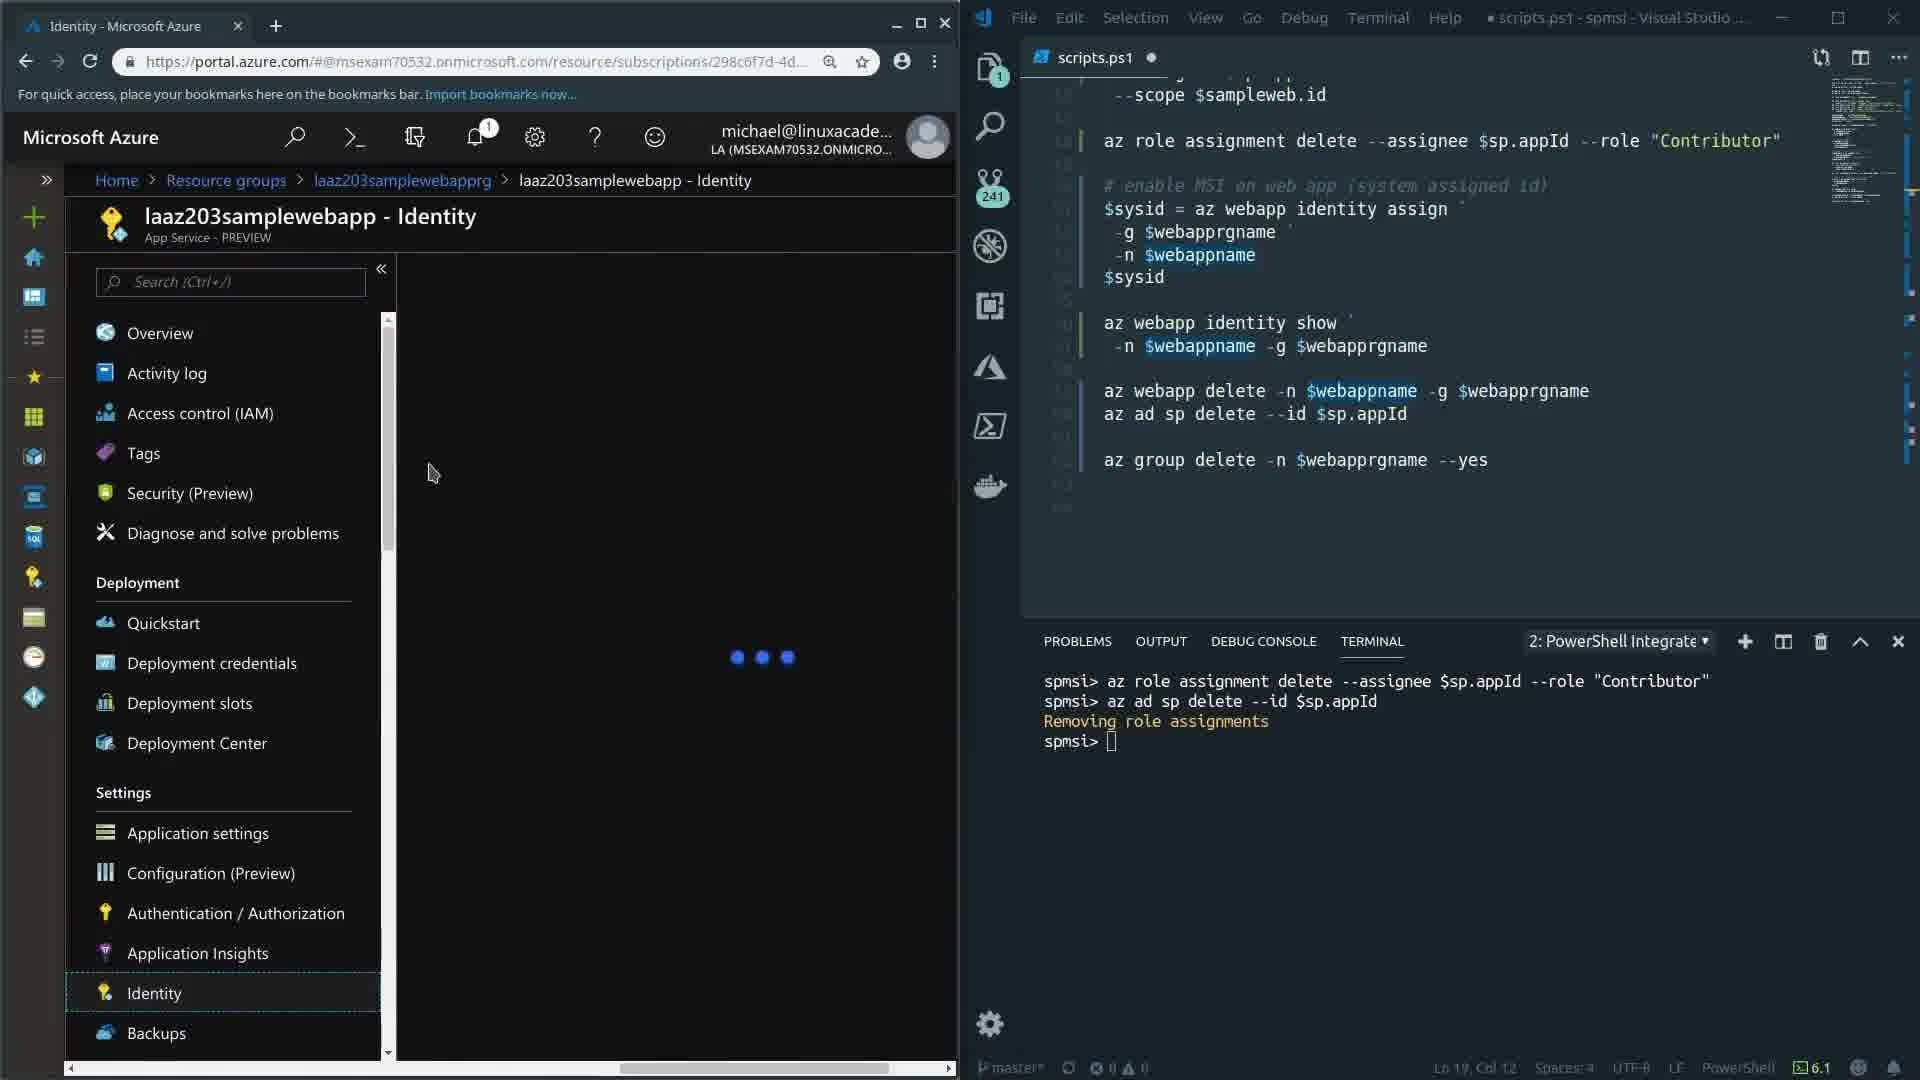 Identity - Microsoft Azure
https://portal.azure.com/#@msexam70532.onmicrosoft.com/resource/subscriptions/298c6f7d-4d...
For quick access, place your bookmarks here on the bookmarks bar. Import bookmarks now...
Microsoft Azure
1
michael@linuxacade...
LA (MSEXAM70532.ONMICRO...
Home > Resource groups > laaz203samplewebapprg > laaz203samplewebapp - Identity
laaz203samplewebapp - Identity
App Service - PREVIEW
Search (Ctrl+/)
Overview
Activity log
Access control (IAM)
Tags
Security (Preview)
Diagnose and solve problems
Deployment
Quickstart
Deployment credentials
Deployment slots
Deployment Center
Settings
Application settings
Configuration (Preview)
Authentication / Authorization
Application Insights
Identity
Backups
SQL
File Edit Selection View Go Debug Terminal Help
● scripts.ps1 - spmsi - Visual Studio ...
scripts.ps1
1
241
--scope $sampleweb.id
az role assignment delete --assignee $sp.appId --role "Contributor"
# enable MSI on web app (system assigned id)
$sysid = az webapp identity assign `
-g $webapprgname `
-n $webappname
$sysid
az webapp identity show `
-n $webappname -g $webapprgname
az webapp delete -n $webappname -g $webapprgname
az ad sp delete --id $sp.appId
az group delete -n $webapprgname --yes
PROBLEMS OUTPUT DEBUG CONSOLE TERMINAL
2: PowerShell Integrate
spmsi> az role assignment delete --assignee $sp.appId --role "Contributor"
spmsi> az ad sp delete --id $sp.appId
Removing role assignments
spmsi>
master* 0 0
Ln 19, Col 12 Spaces: 4 UTF-8 LF PowerShell 6.1